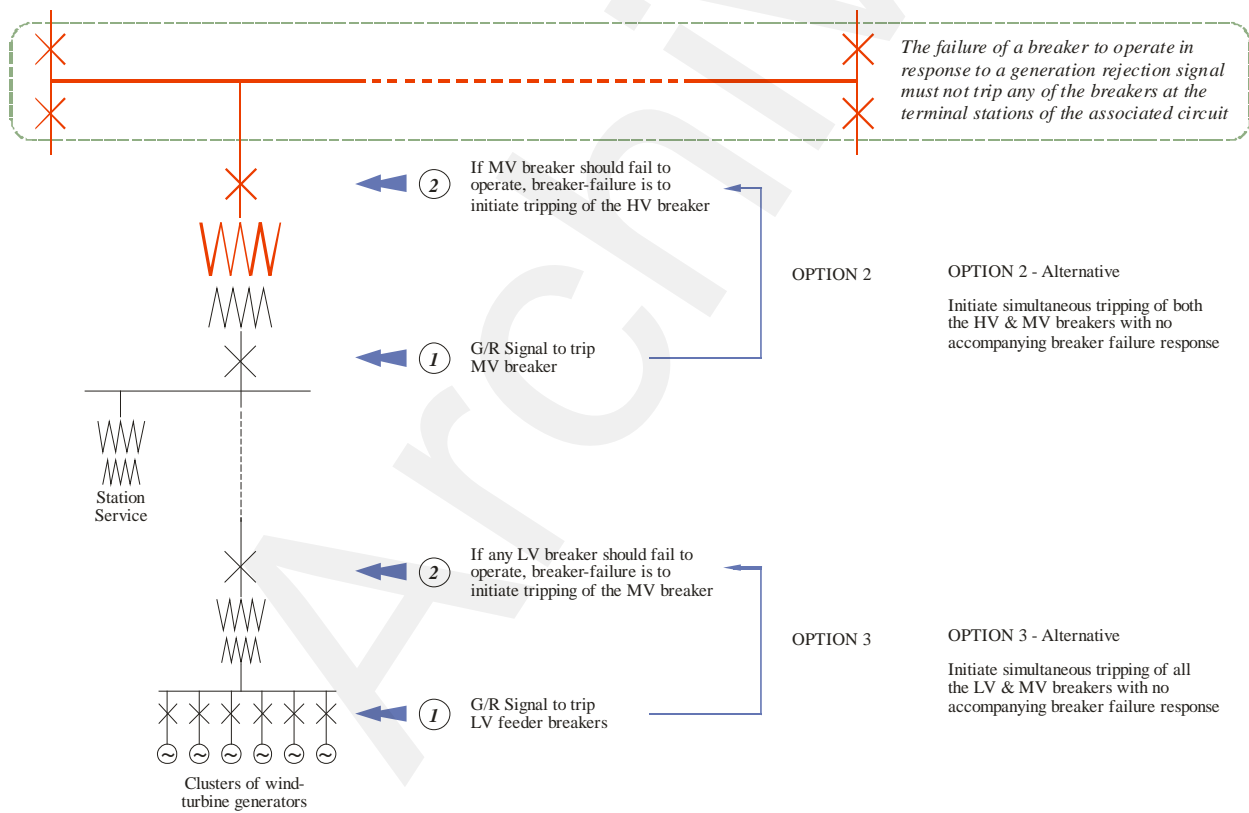 The failure of a breaker to operate in
response to a generation rejection signal
must not trip any of the breakers at the
terminal stations of the associated circuit
2
If MV breaker should fail to
operate, breaker-failure is to
initiate tripping of the HV breaker
OPTION 2
OPTION 2 - Alternative
Initiate simultaneous tripping of both
the HV & MV breakers with no
accompanying breaker failure response
1
G/R Signal to trip
MV breaker
Station
Service
2
If any LV breaker should fail to
operate, breaker-failure is to
initiate tripping of the MV breaker
OPTION 3
OPTION 3 - Alternative
Initiate simultaneous tripping of all
the LV & MV breakers with no
accompanying breaker failure response
1
G/R Signal to trip
LV feeder breakers
~ ~ ~ ~ ~ ~
Clusters of wind-
turbine generators
Archiv